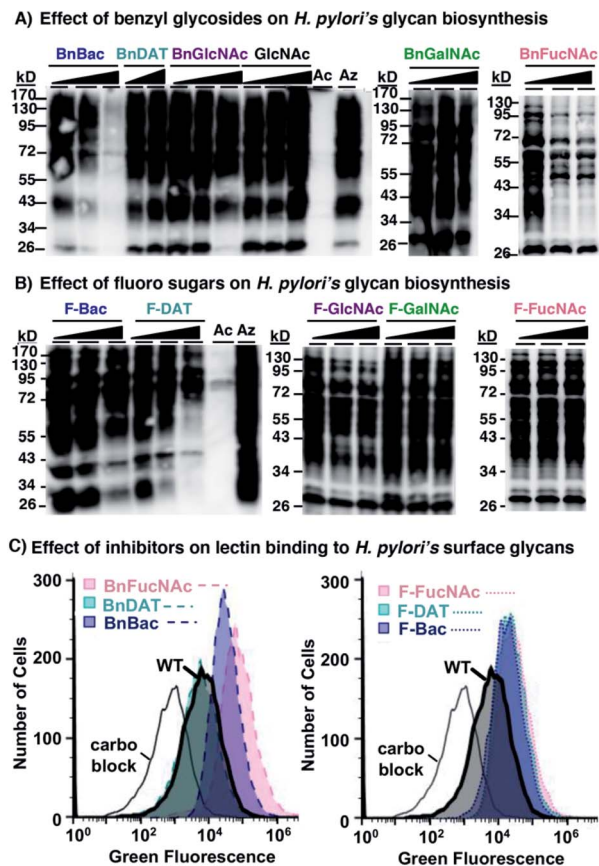 A) Effect of benzyl glycosides on H. pylori's glycan biosynthesis
BnBac BnDAT BnGlcNAc GlcNAc BnGalNAc BnFucNAc
kD Ac Az kD kD
170 130 130
130 95 95
95 72 72
72 55 55
55 43 43
43 34 34
34 26 26
26
B) Effect of fluoro sugars on H. pylori's glycan biosynthesis
F-Bac F-DAT F-GlcNAc F-GalNAc F-FucNAc
kD Ac Az kD kD
170 130 130
130 95 95
95 72 72
72 55 55
55 43 43
43 34 34
34 26 26
26
C) Effect of inhibitors on lectin binding to H. pylori's surface glycans
300
200
100
0
Number of Cells
BnFucNAc
BnDAT
BnBac
WT
carbo
block
10⁰ 10² 10⁴ 10⁶
Green Fluorescence
300
200
100
0
Number of Cells
F-FucNAc
F-DAT
F-Bac
WT
carbo
block
10⁰ 10² 10⁴ 10⁶
Green Fluorescence